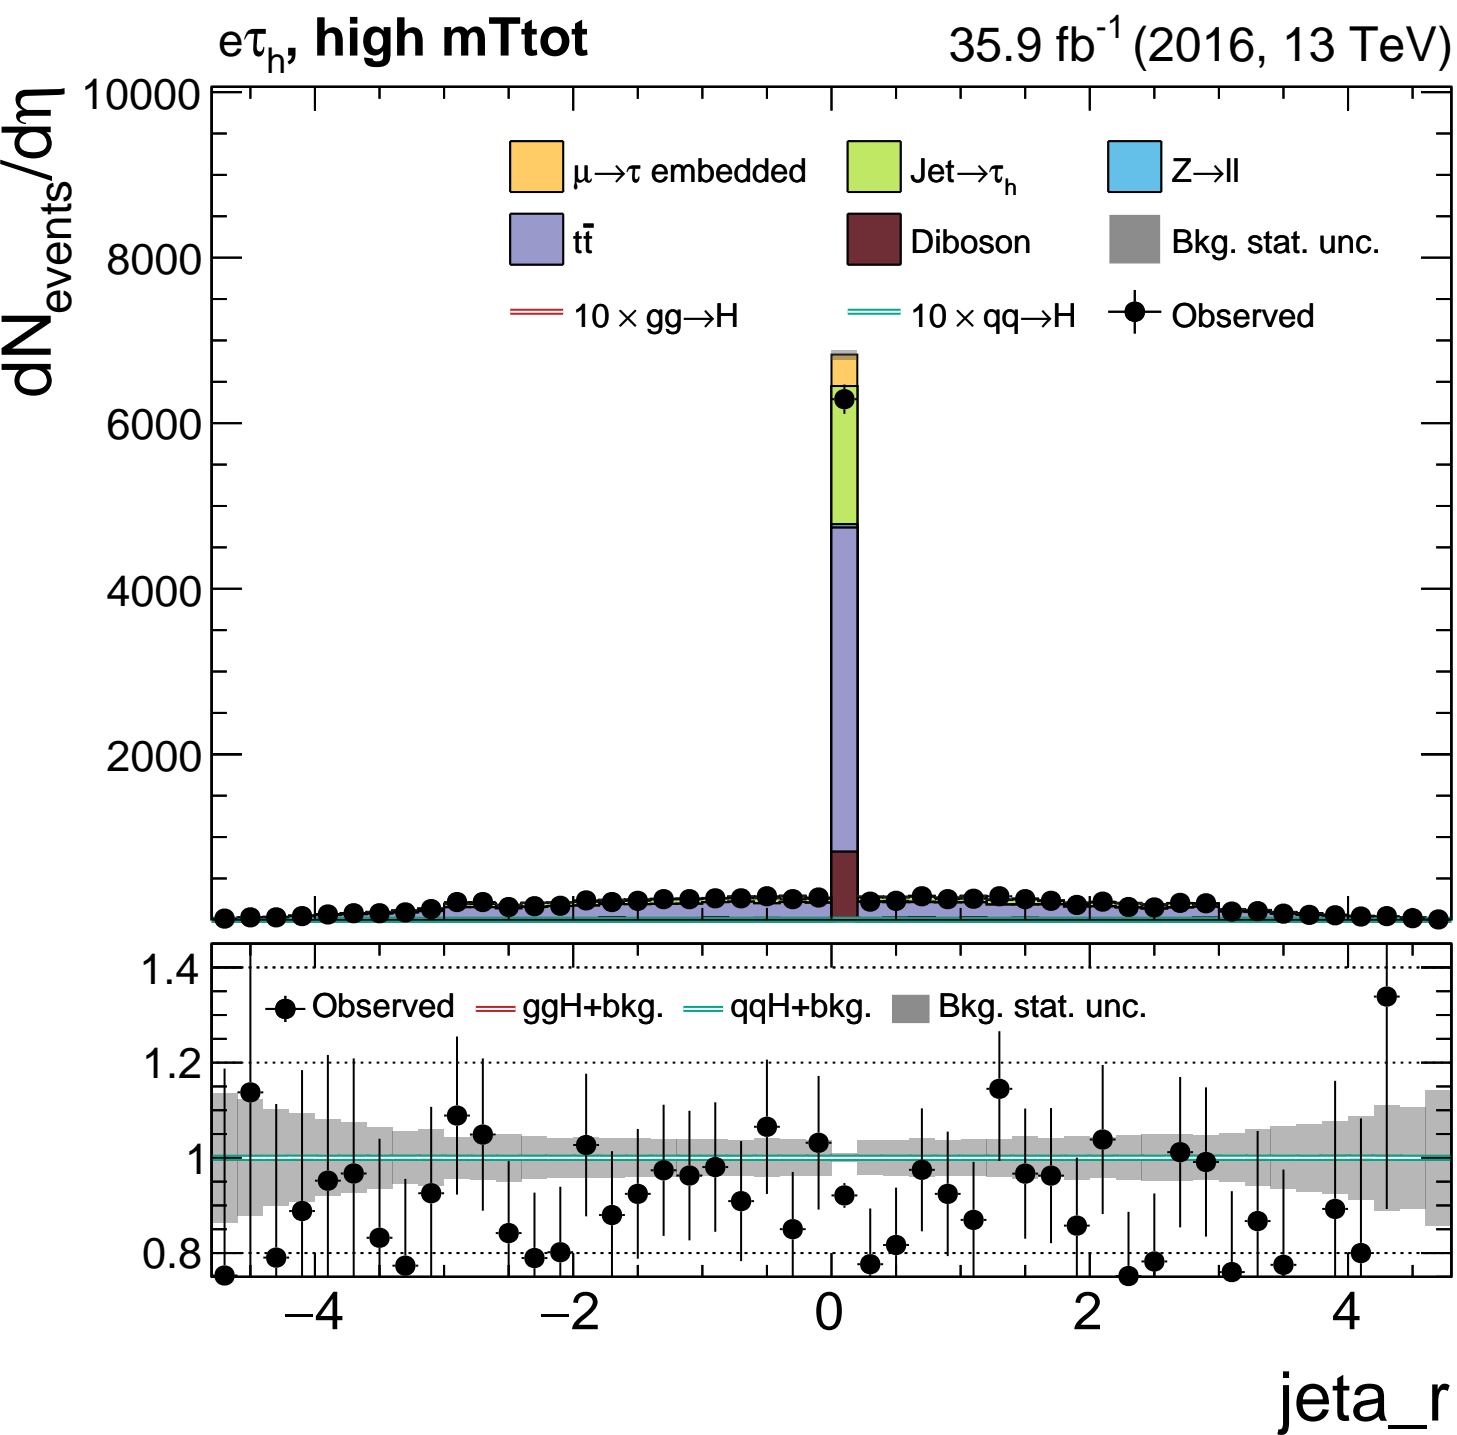 eτh, high mTtot
35.9 fb-1 (2016, 13 TeV)
dNevents/dη
10000
8000
6000
4000
2000
μ→τ embedded
Jet→τh
Z→ll
tt̄
Diboson
Bkg. stat. unc.
10 × gg→H
10 × qq→H
Observed
1.4
1.2
1
0.8
Observed
ggH+bkg.
qqH+bkg.
Bkg. stat. unc.
−4
−2
0
2
4
jeta_r